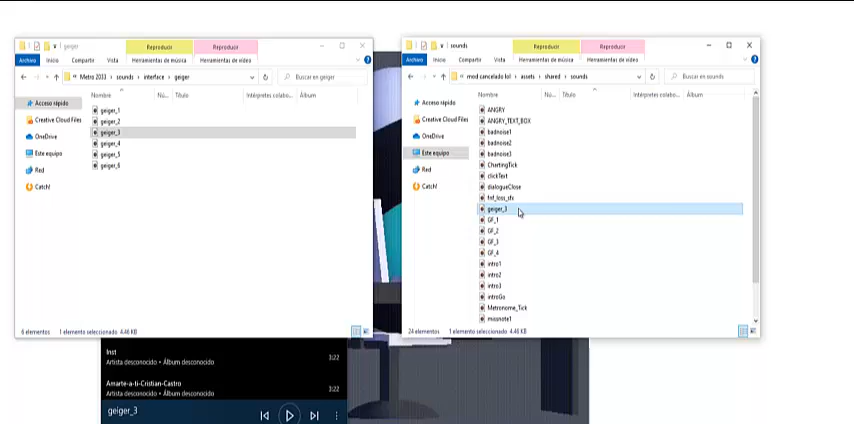 geiger
Reproducir
Reproducir
Archivo
Inicio
Compartir
Vista
Herramientas de música
Herramientas de video
Metro 2033 › sounds › interface › geiger
Buscar en geiger
Nombre
Nú...
Título
Intérpretes colabo...
Álbum
Acceso rápido
Creative Cloud Files
OneDrive
Este equipo
Red
Catch!
geiger_1
geiger_2
geiger_3
geiger_4
geiger_5
geiger_6
6 elementos
1 elemento seleccionado 4.46 KB
sounds
Reproducir
Reproducir
Archivo
Inicio
Compartir
Vista
Herramientas de música
Herramientas de video
mod cancelado lol › assets › shared › sounds
Buscar en sounds
Nombre
Nú...
Título
Intérpretes colabo...
Álbum
Acceso rápido
Creative Cloud Files
OneDrive
Este equipo
Red
Catch!
ANGRY
ANGRY_TEXT_BOX
badnoise1
badnoise2
badnoise3
ChartingTick
clickText
dialogueClose
fnf_loss_sfx
geiger_3
GF_1
GF_2
GF_3
GF_4
intro1
intro2
intro3
introGo
Metronome_Tick
missnote1
24 elementos
1 elemento seleccionado 4.46 KB
Inst
Artista desconocido • Álbum desconocido
3:22
Amarte-a-ti-Cristian-Castro
Artista desconocido • Álbum desconocido
3:22
geiger_3